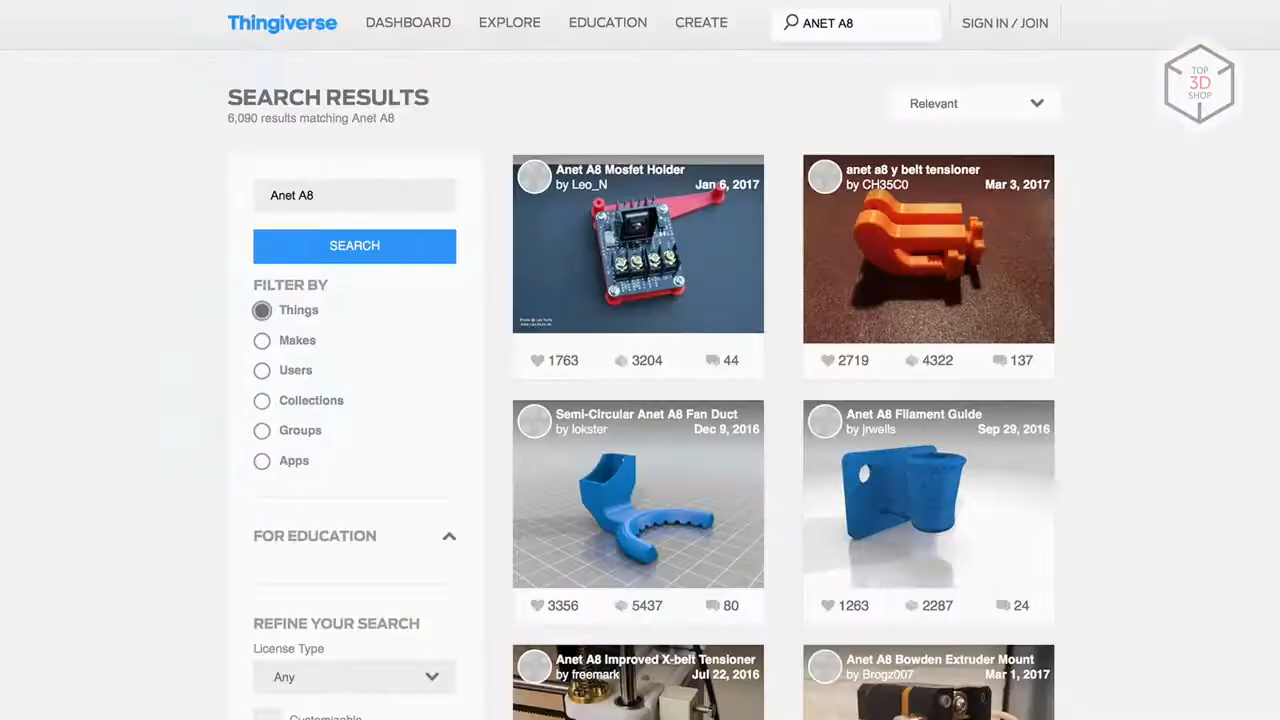 Thingiverse DASHBOARD EXPLORE EDUCATION CREATE ANET A8 SIGN IN / JOIN
TOP
3D
SHOP
SEARCH RESULTS
6,090 results matching Anet A8
Relevant
Anet A8
SEARCH
FILTER BY
Things
Makes
Users
Collections
Groups
Apps
FOR EDUCATION
REFINE YOUR SEARCH
License Type
Any
Customizable
Anet A8 Mosfet Holder
by Leo_N Jan 6, 2017
1763 3204 44
anet a8 y belt tensioner
by CH35C0 Mar 3, 2017
2719 4322 137
Semi-Circular Anet A8 Fan Duct
by lokster Dec 9, 2016
3356 5437 80
Anet A8 Filament Guide
by jrwells Sep 29, 2016
1263 2287 24
Anet A8 Improved X-belt Tensioner
by freemark Jul 22, 2016
Anet A8 Bowden Extruder Mount
by Brogz007 Mar 1, 2017